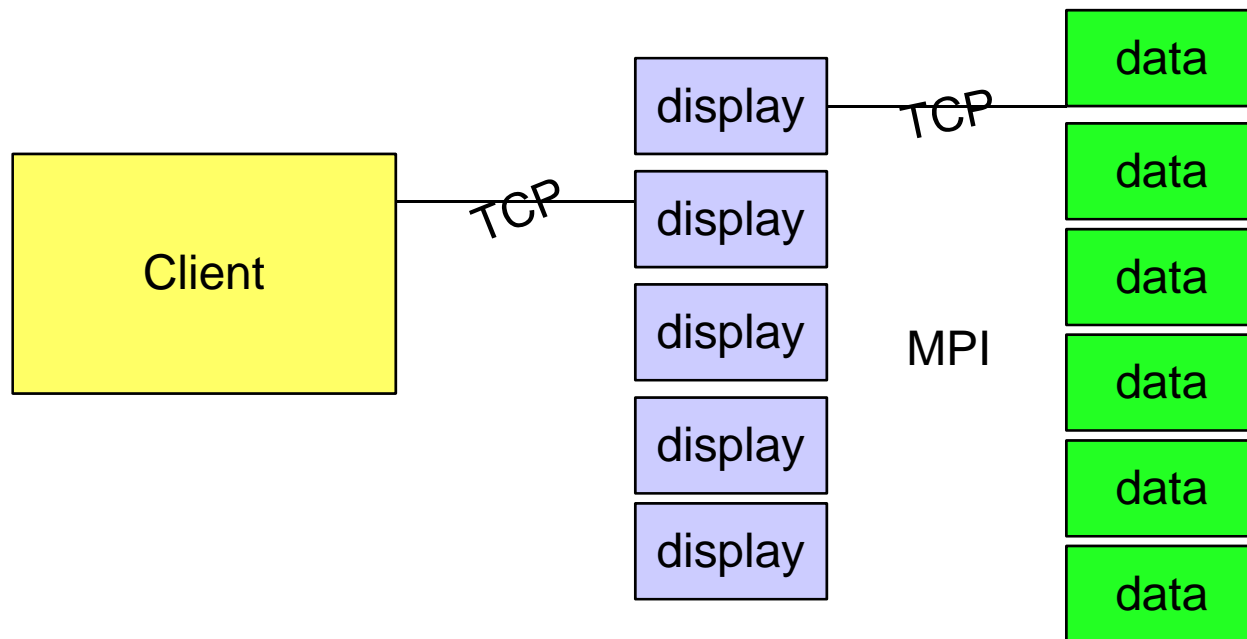 Client
TCP
display
display
display
display
display
TCP
MPI
data
data
data
data
data
data